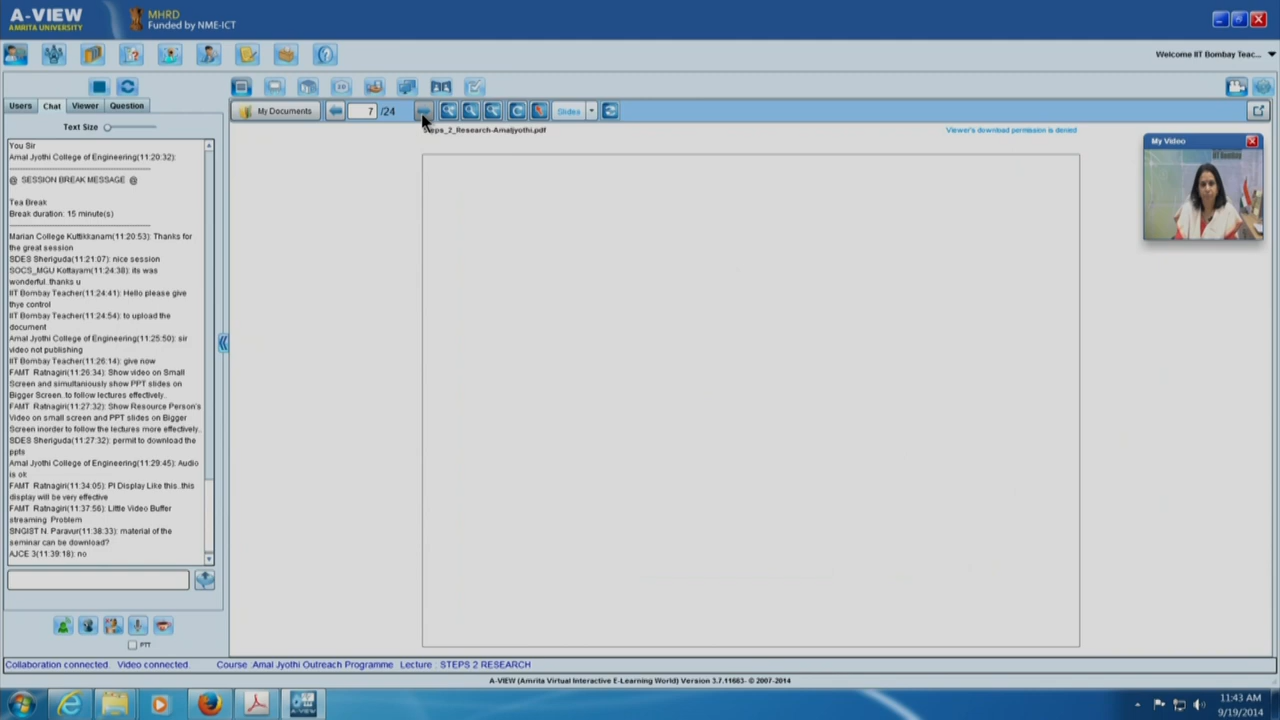 A-VIEW
AMRITA UNIVERSITY
MHRD
Funded by NME-ICT
Welcome IIT Bombay Teac...
Users Chat Viewer Question
Text Size
You Sir
Amal Jyothi College of Engineering(11:20:32):
@ SESSION BREAK MESSAGE @
Tea Break
Break duration: 15 minute(s)
Marian College Kuttikkanam(11:20:53): Thanks for
the great session
SDES Sheriguda(11:21:07): nice session
SOCS_MGU Kottayam(11:24:38): its was
wonderful..thanks u
IIT Bombay Teacher(11:24:41): Hello please give
thye control
IIT Bombay Teacher(11:24:54): to upload the
document
Amal Jyothi College of Engineering(11:25:50): sir
video not publishing
IIT Bombay Teacher(11:26:14): give now
FAMT Ratnagiri(11:26:34): Show video on Small
Screen and simultaniously show PPT slides on
Bigger Screen..to follow lectures effectively.
FAMT Ratnagiri(11:27:32): Show Resource Person's
Video on small screen and PPT slides on Bigger
Screen inorder to follow the lectures more effectively.
SDES Sheriguda(11:27:32): permit to download the
ppts
Amal Jyothi College of Engineering(11:29:45): Audio
is ok
FAMT Ratnagiri(11:34:05): Pl Display Like this..this
display will be very effective
FAMT Ratnagiri(11:37:56): Little Video Buffer
streaming Problem
SNGIST N. Paravur(11:38:33): material of the
seminar can be download?
AJCE 3(11:39:18): no
PTT
My Documents 7 /24 Slides
Steps_2_Research-Amaljyothi.pdf
Viewer's download permission is denied
My Video
IIT Bombay
Collaboration connected. Video connected. Course : Amal Jyothi Outreach Programme Lecture : STEPS 2 RESEARCH
A-VIEW (Amrita Virtual Interactive E-Learning World) Version 3.7.11663- © 2007-2014
11:43 AM
9/19/2014